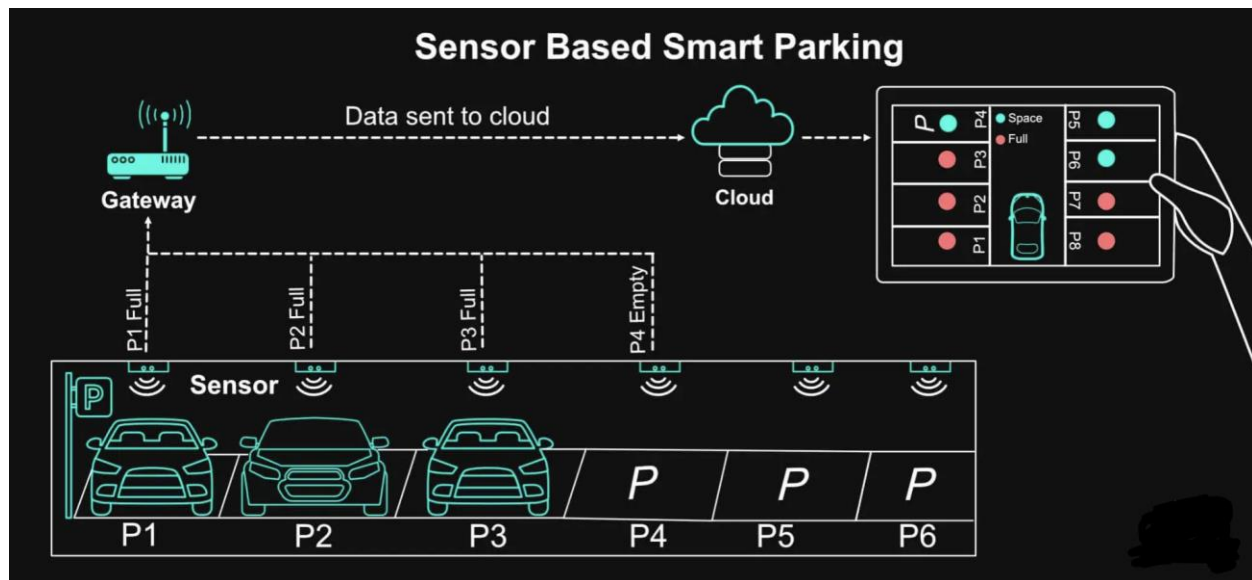 Sensor Based Smart Parking
Data sent to cloud
Gateway
Cloud
P
P4
P3
P2
P1
Space
Full
P5
P6
P7
P8
P1 Full
P2 Full
P3 Full
P4 Empty
Sensor
P
P
P
P
P1
P2
P3
P4
P5
P6